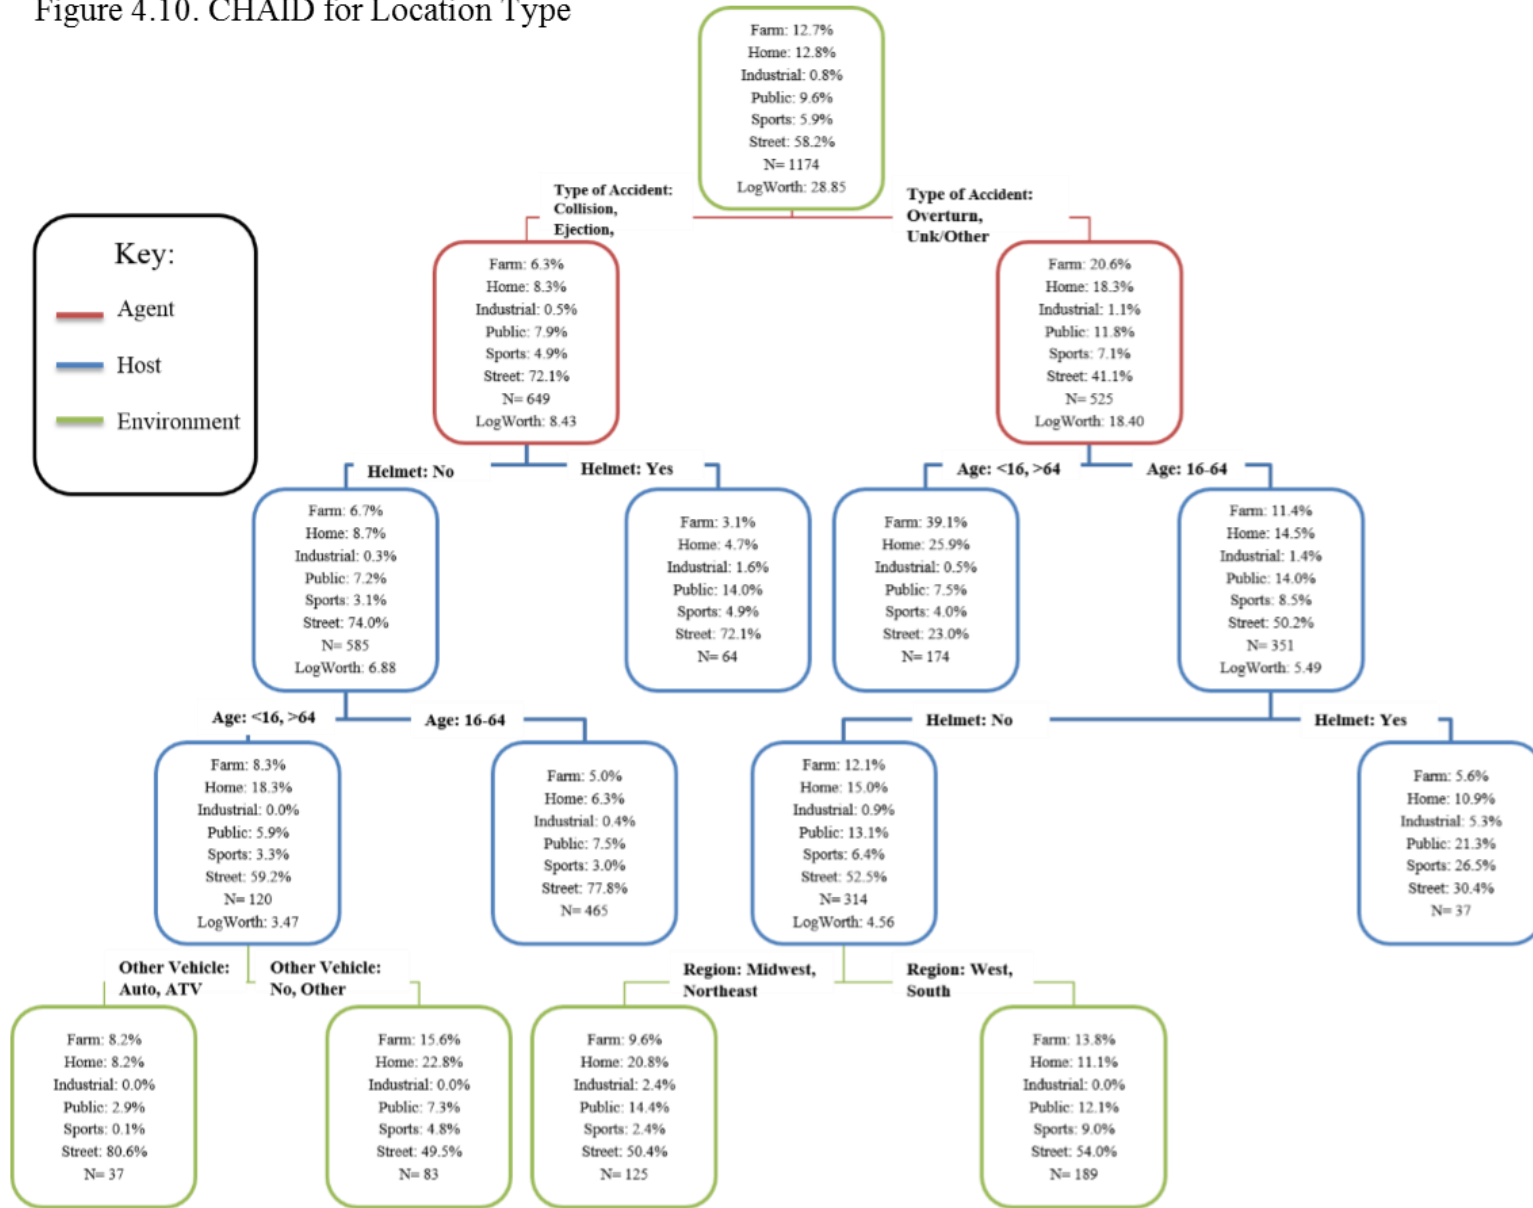 Figure 4.10. CHAID for Location Type
Farm: 12.7%
Home: 12.8%
Industrial: 0.8%
Public: 9.6%
Sports: 5.9%
Street: 58.2%
N= 1174
LogWorth: 28.85
Type of Accident:
Collision,
Ejection,
Type of Accident:
Overturn,
Unk/Other
Key:
Agent
Host
Environment
Farm: 6.3%
Home: 8.3%
Industrial: 0.5%
Public: 7.9%
Sports: 4.9%
Street: 72.1%
N= 649
LogWorth: 8.43
Farm: 20.6%
Home: 18.3%
Industrial: 1.1%
Public: 11.8%
Sports: 7.1%
Street: 41.1%
N= 525
LogWorth: 18.40
Helmet: No
Helmet: Yes
Age: <16, >64
Age: 16-64
Farm: 6.7%
Home: 8.7%
Industrial: 0.3%
Public: 7.2%
Sports: 3.1%
Street: 74.0%
N= 585
LogWorth: 6.88
Farm: 3.1%
Home: 4.7%
Industrial: 1.6%
Public: 14.0%
Sports: 4.9%
Street: 72.1%
N= 64
Farm: 39.1%
Home: 25.9%
Industrial: 0.5%
Public: 7.5%
Sports: 4.0%
Street: 23.0%
N= 174
Farm: 11.4%
Home: 14.5%
Industrial: 1.4%
Public: 14.0%
Sports: 8.5%
Street: 50.2%
N= 351
LogWorth: 5.49
Age: <16, >64
Age: 16-64
Helmet: No
Helmet: Yes
Farm: 8.3%
Home: 18.3%
Industrial: 0.0%
Public: 5.9%
Sports: 3.3%
Street: 59.2%
N= 120
LogWorth: 3.47
Farm: 5.0%
Home: 6.3%
Industrial: 0.4%
Public: 7.5%
Sports: 3.0%
Street: 77.8%
N= 465
Farm: 12.1%
Home: 15.0%
Industrial: 0.9%
Public: 13.1%
Sports: 6.4%
Street: 52.5%
N= 314
LogWorth: 4.56
Farm: 5.6%
Home: 10.9%
Industrial: 5.3%
Public: 21.3%
Sports: 26.5%
Street: 30.4%
N= 37
Other Vehicle:
Auto, ATV
Other Vehicle:
No, Other
Region: Midwest,
Northeast
Region: West,
South
Farm: 8.2%
Home: 8.2%
Industrial: 0.0%
Public: 2.9%
Sports: 0.1%
Street: 80.6%
N= 37
Farm: 15.6%
Home: 22.8%
Industrial: 0.0%
Public: 7.3%
Sports: 4.8%
Street: 49.5%
N= 83
Farm: 9.6%
Home: 20.8%
Industrial: 2.4%
Public: 14.4%
Sports: 2.4%
Street: 50.4%
N= 125
Farm: 13.8%
Home: 11.1%
Industrial: 0.0%
Public: 12.1%
Sports: 9.0%
Street: 54.0%
N= 189